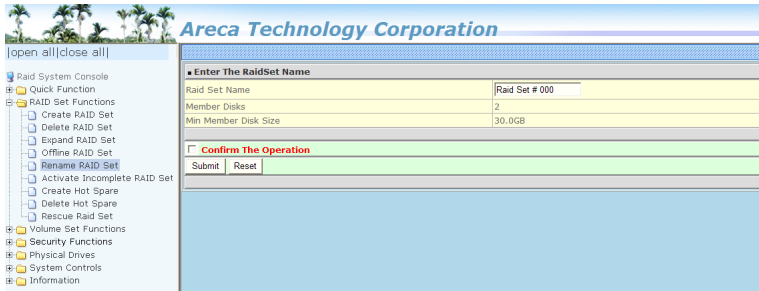 Areca Technology Corporation
|open all|close all|
Raid System Console
Quick Function
RAID Set Functions
Create RAID Set
Delete RAID Set
Expand RAID Set
Offline RAID Set
Rename RAID Set
Activate Incomplete RAID Set
Create Hot Spare
Delete Hot Spare
Rescue Raid Set
Volume Set Functions
Security Functions
Physical Drives
System Controls
Information
Enter The RaidSet Name
Raid Set Name Raid Set # 000
Member Disks 2
Min Member Disk Size 30.0GB
Confirm The Operation
Submit Reset